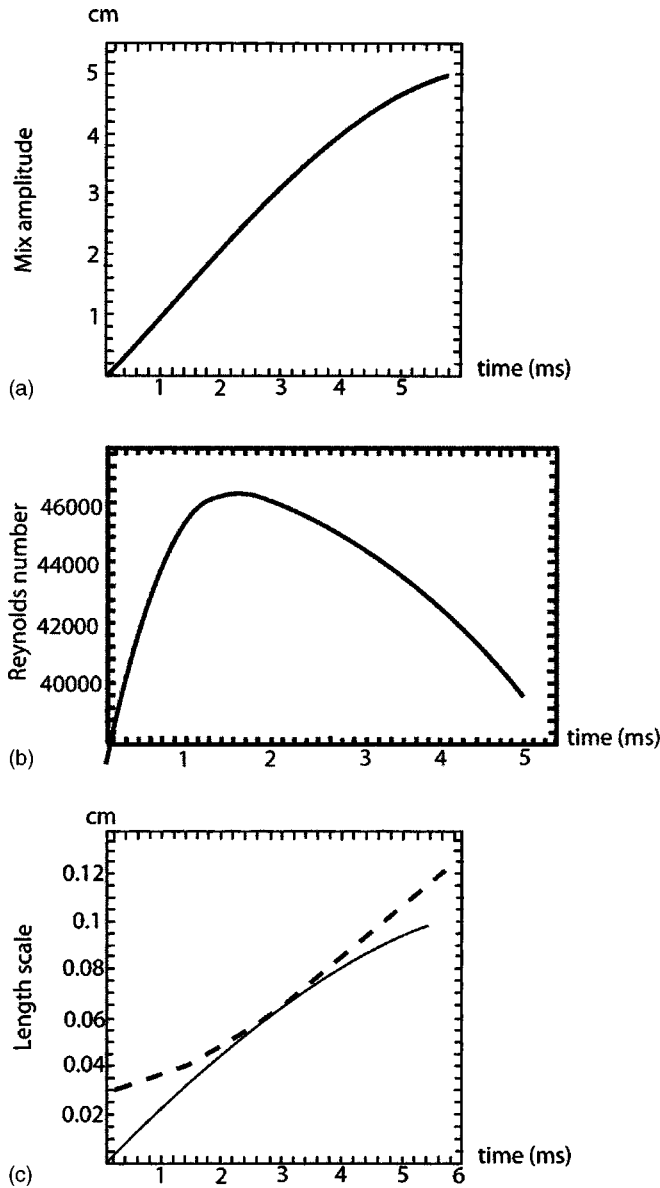 cm
5
4
3
2
1
Mix amplitude
1 2 3 4 5
time (ms)
(a)
46000
44000
42000
40000
Reynolds number
1 2 3 4 5
time (ms)
(b)
cm
0.12
0.1
0.08
0.06
0.04
0.02
Length scale
1 2 3 4 5 6
time (ms)
(c)